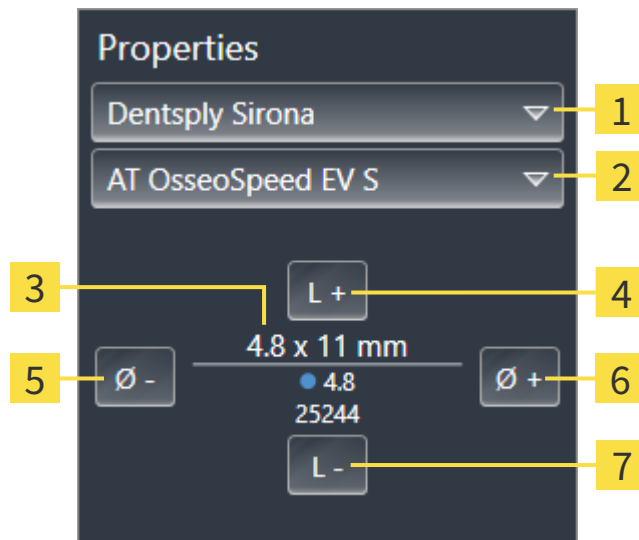 Properties
Dentsply Sirona
1
AT OsseoSpeed EV S
2
3
L +
4
4.8 x 11 mm
5
Ø -
4.8
Ø +
6
25244
L -
7